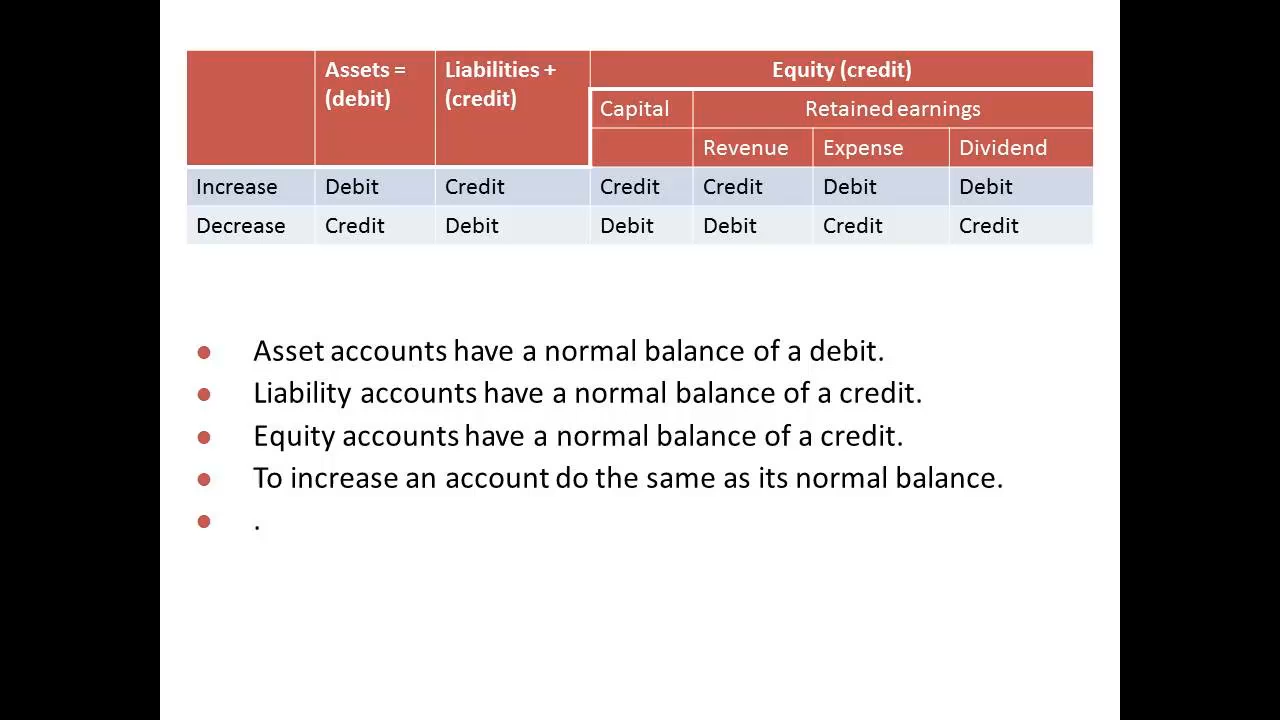 Assets = Liabilities + Equity (credit)
(debit) (credit)
Capital Retained earnings
Revenue Expense Dividend
Increase Debit Credit Credit Credit Debit Debit
Decrease Credit Debit Debit Debit Credit Credit
● Asset accounts have a normal balance of a debit.
● Liability accounts have a normal balance of a credit.
● Equity accounts have a normal balance of a credit.
● To increase an account do the same as its normal balance.
● .